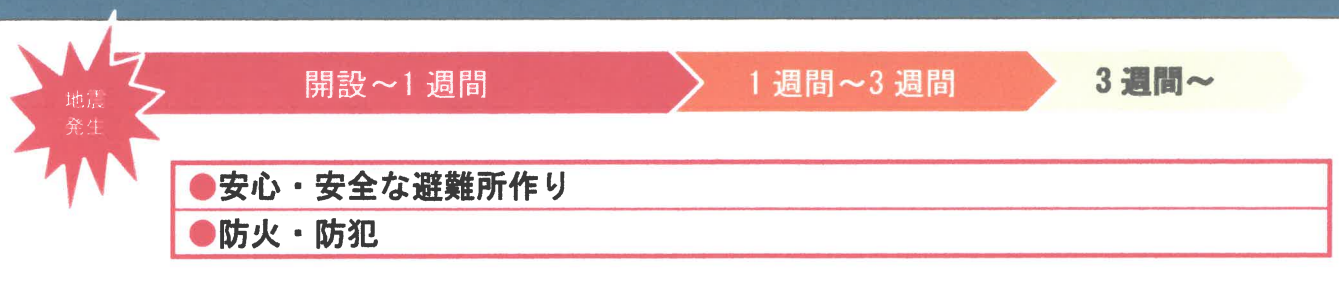 地震
発生
開設～1週間
1週間～3週間
3週間～
●安心・安全な避難所作り
●防火・防犯